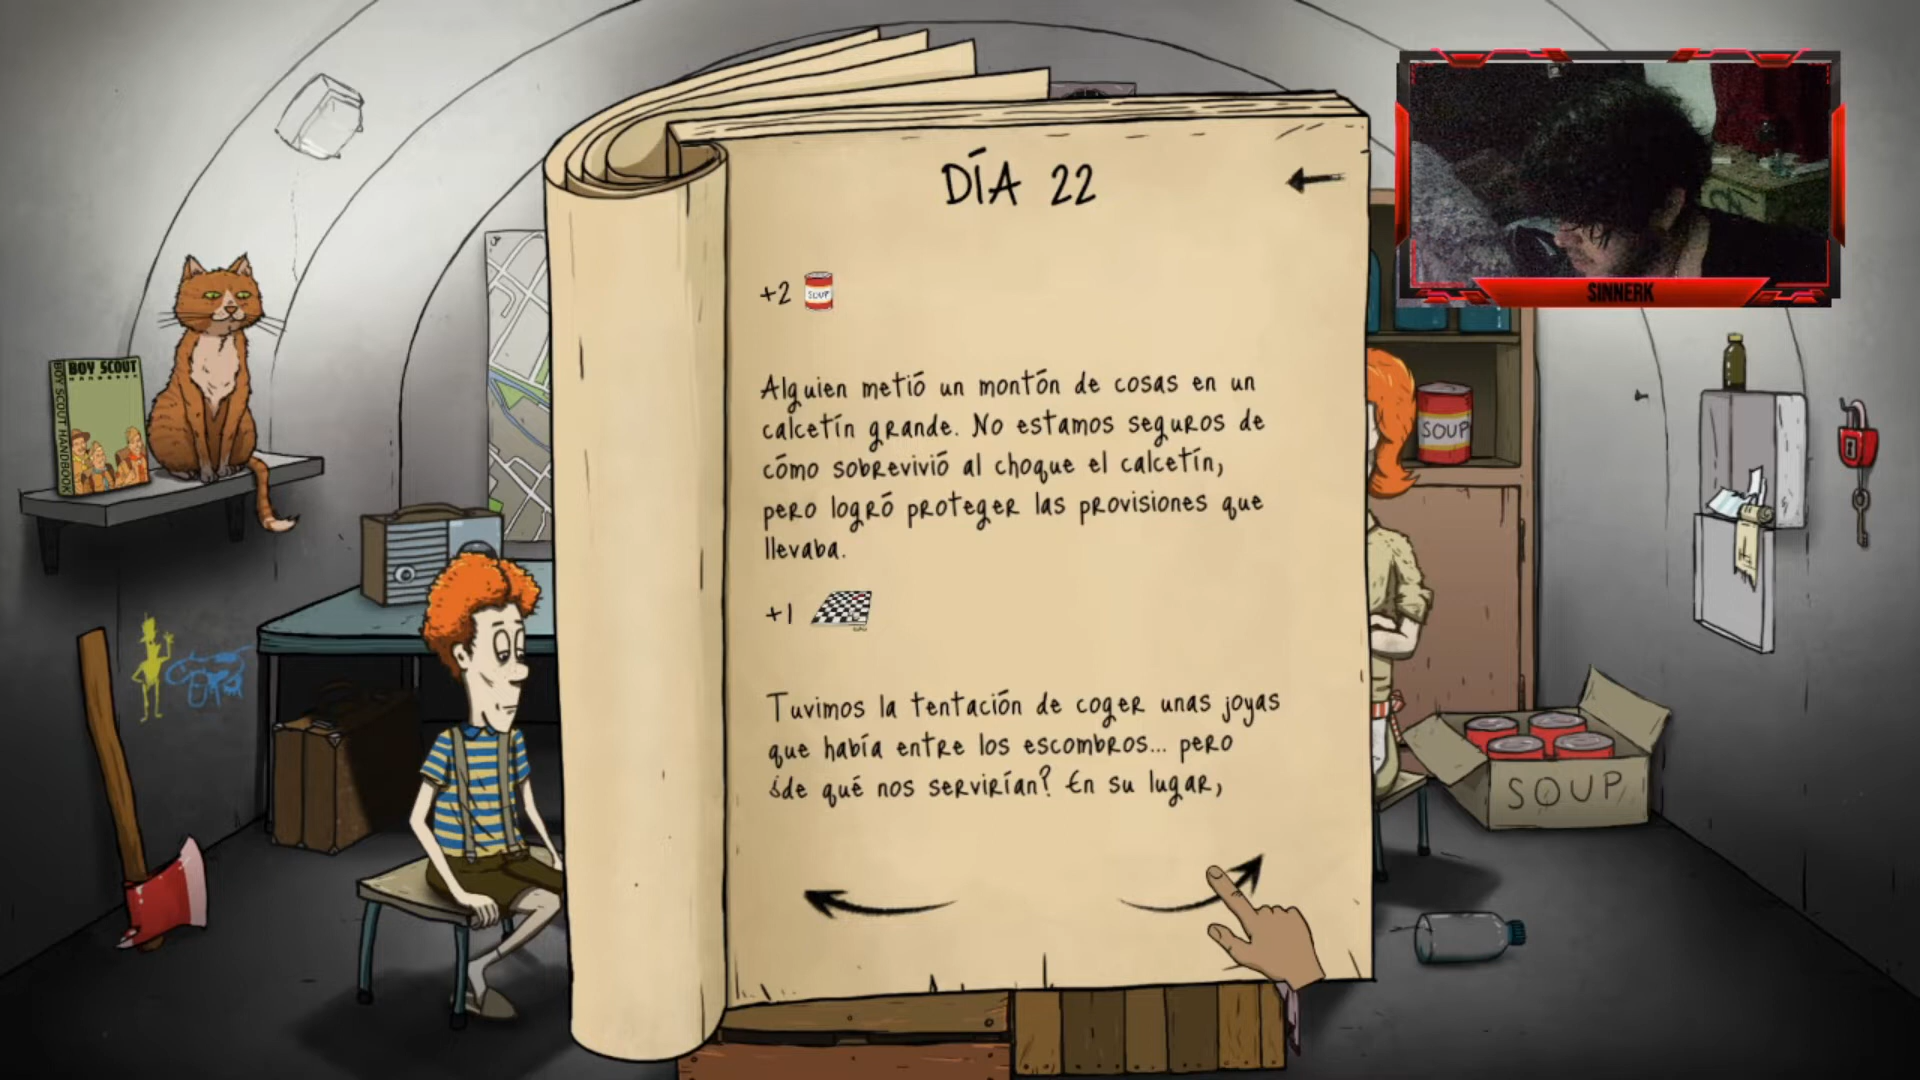 DÍA 22
+2
SOUP
Alguien metió un montón de cosas en un
calcetín grande. No estamos seguros de
cómo sobrevivió al choque el calcetín,
pero logró proteger las provisiones que
llevaba.
+1
Tuvimos la tentación de coger unas joyas
que había entre los escombros... pero
¿de qué nos servirían? En su lugar,
SINNERK
BOY SCOUT
HANDBOOK
BOY SCOUT HANDBOOK
SOUP
SOUP